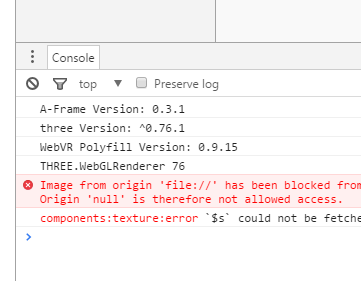 Console
top Preserve log
A-Frame Version: 0.3.1
three Version: ^0.76.1
WebVR Polyfill Version: 0.9.15
THREE.WebGLRenderer 76
Image from origin 'file://' has been blocked from
Origin 'null' is therefore not allowed access.
components:texture:error `$s` could not be fetche